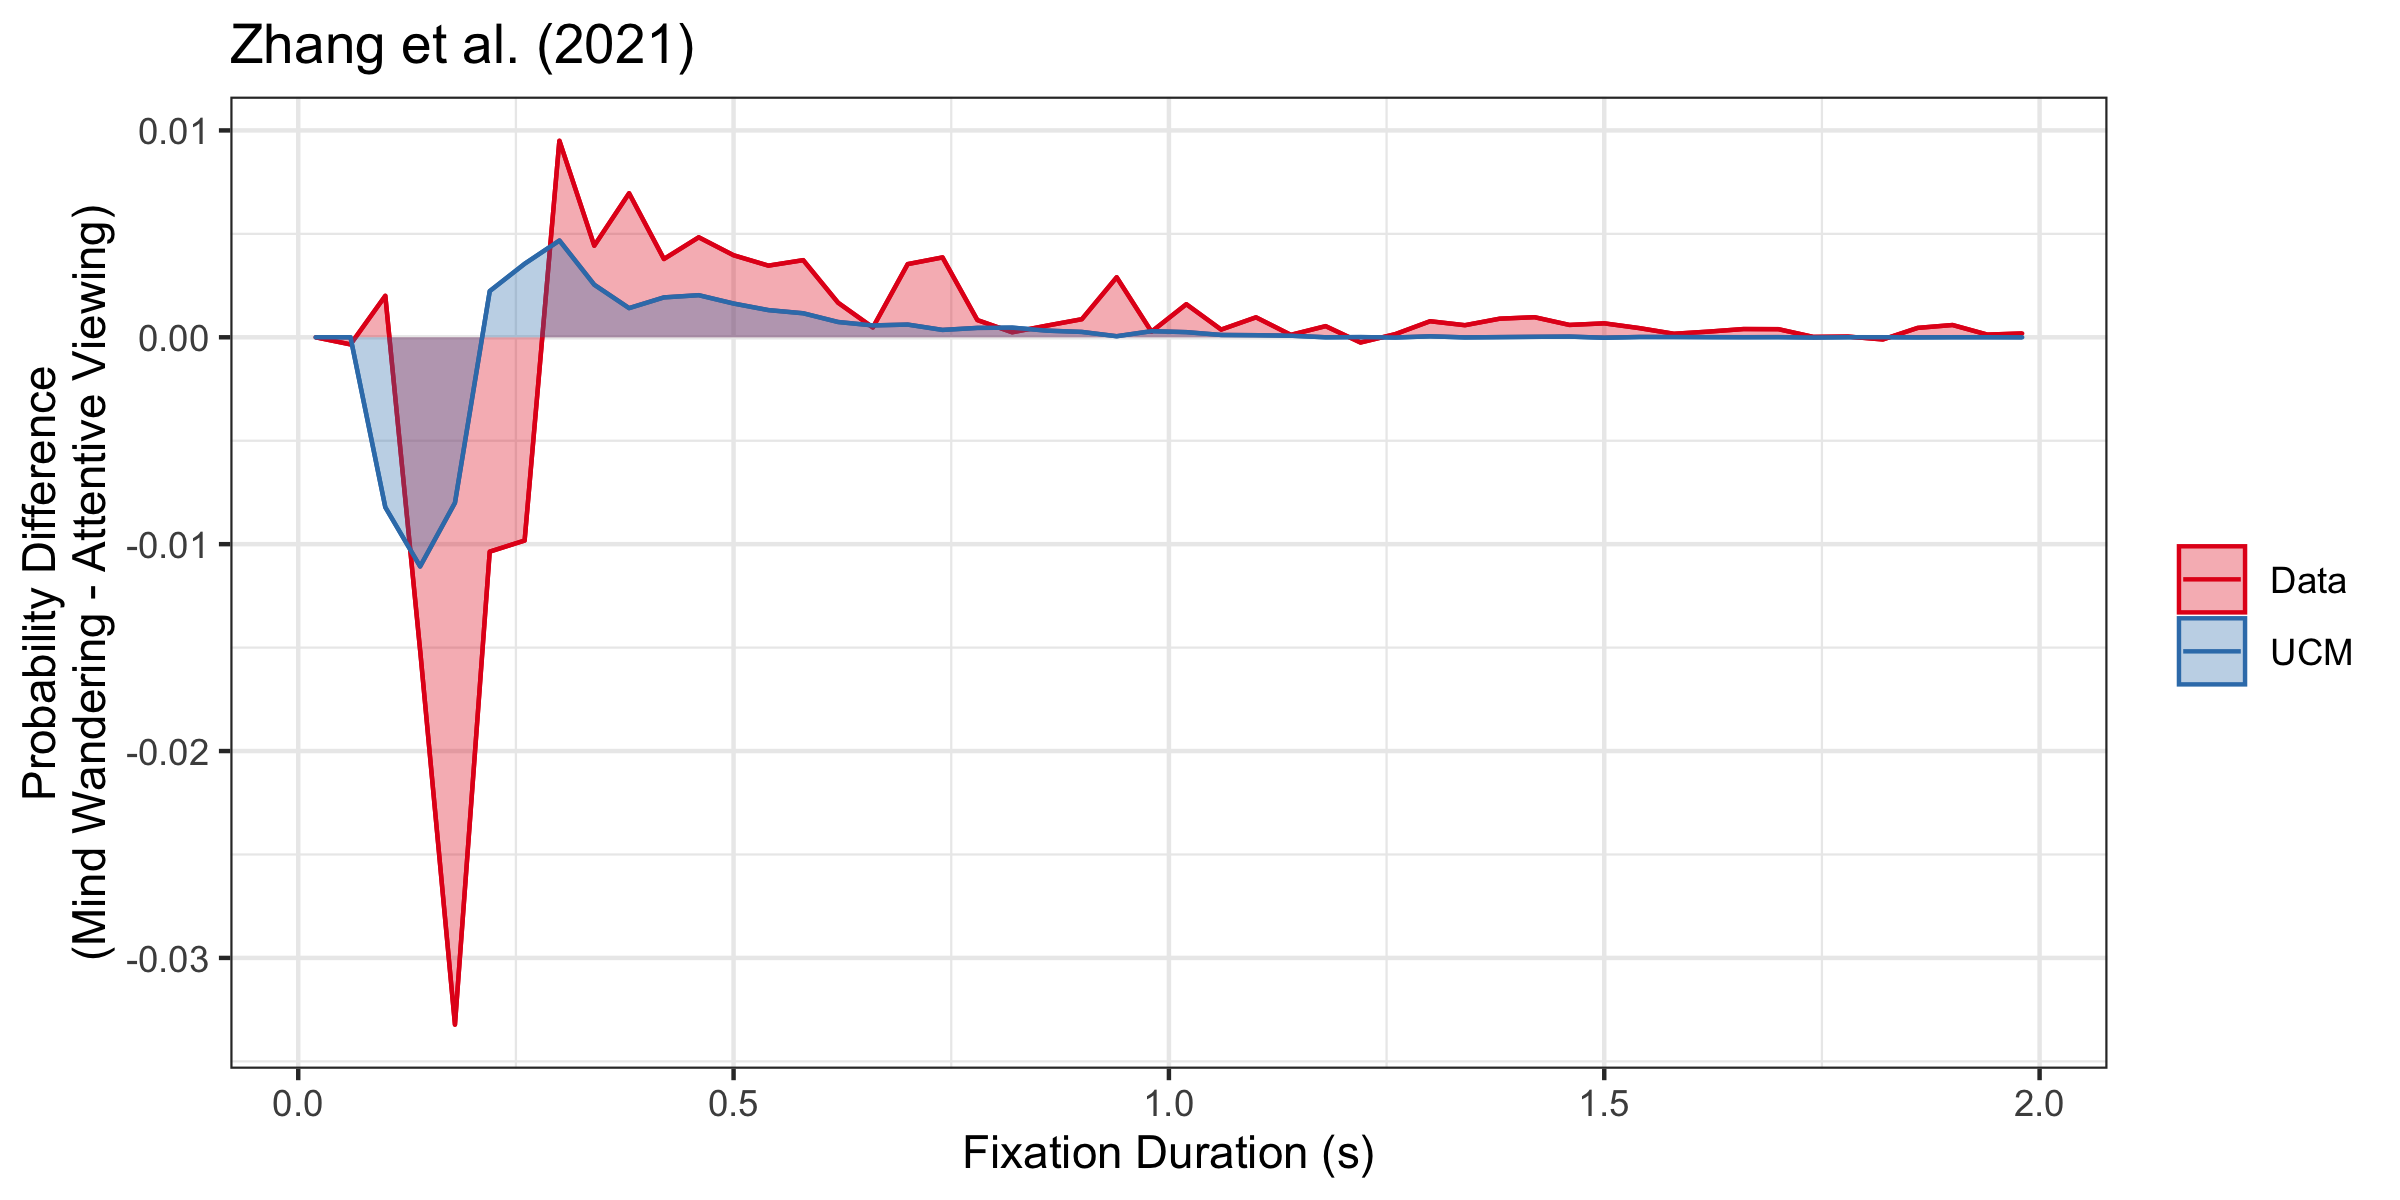 Zhang et al. (2021)
Probability Difference
(Mind Wandering - Attentive Viewing)
0.01
0.00
-0.01
-0.02
-0.03
0.0 0.5 1.0 1.5 2.0
Fixation Duration (s)
Data
UCM